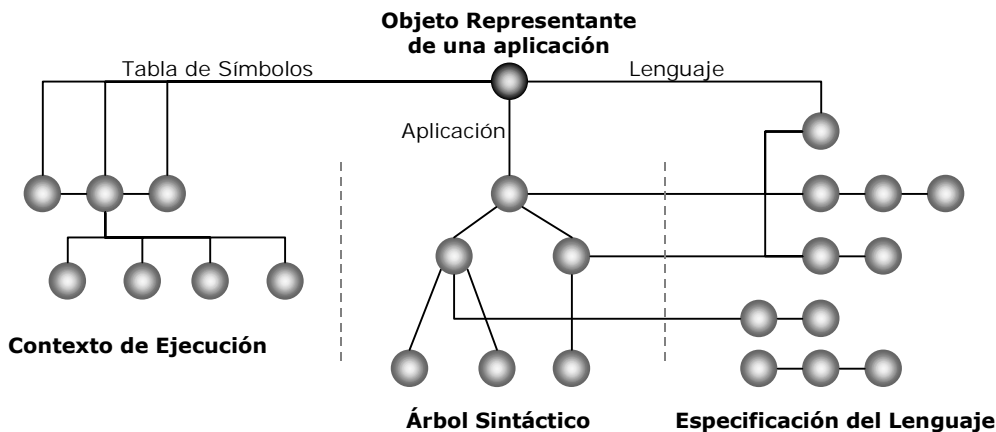 Objeto Representante
de una aplicación
Tabla de Símbolos
Lenguaje
Aplicación
Contexto de Ejecución
Árbol Sintáctico
Especificación del Lenguaje